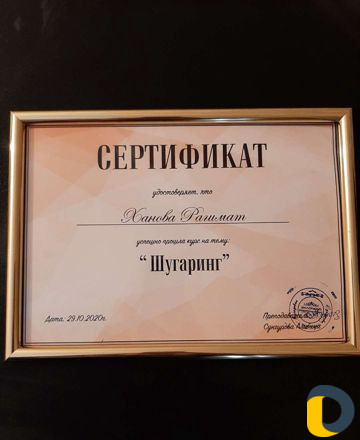 СЕРТИФИКАТ
удостоверяет, что
Ханова Рашмат
успешно прошла курс на тему:
“ Шугаринг”
Дата: 29.10.2020г.
Преподаватель